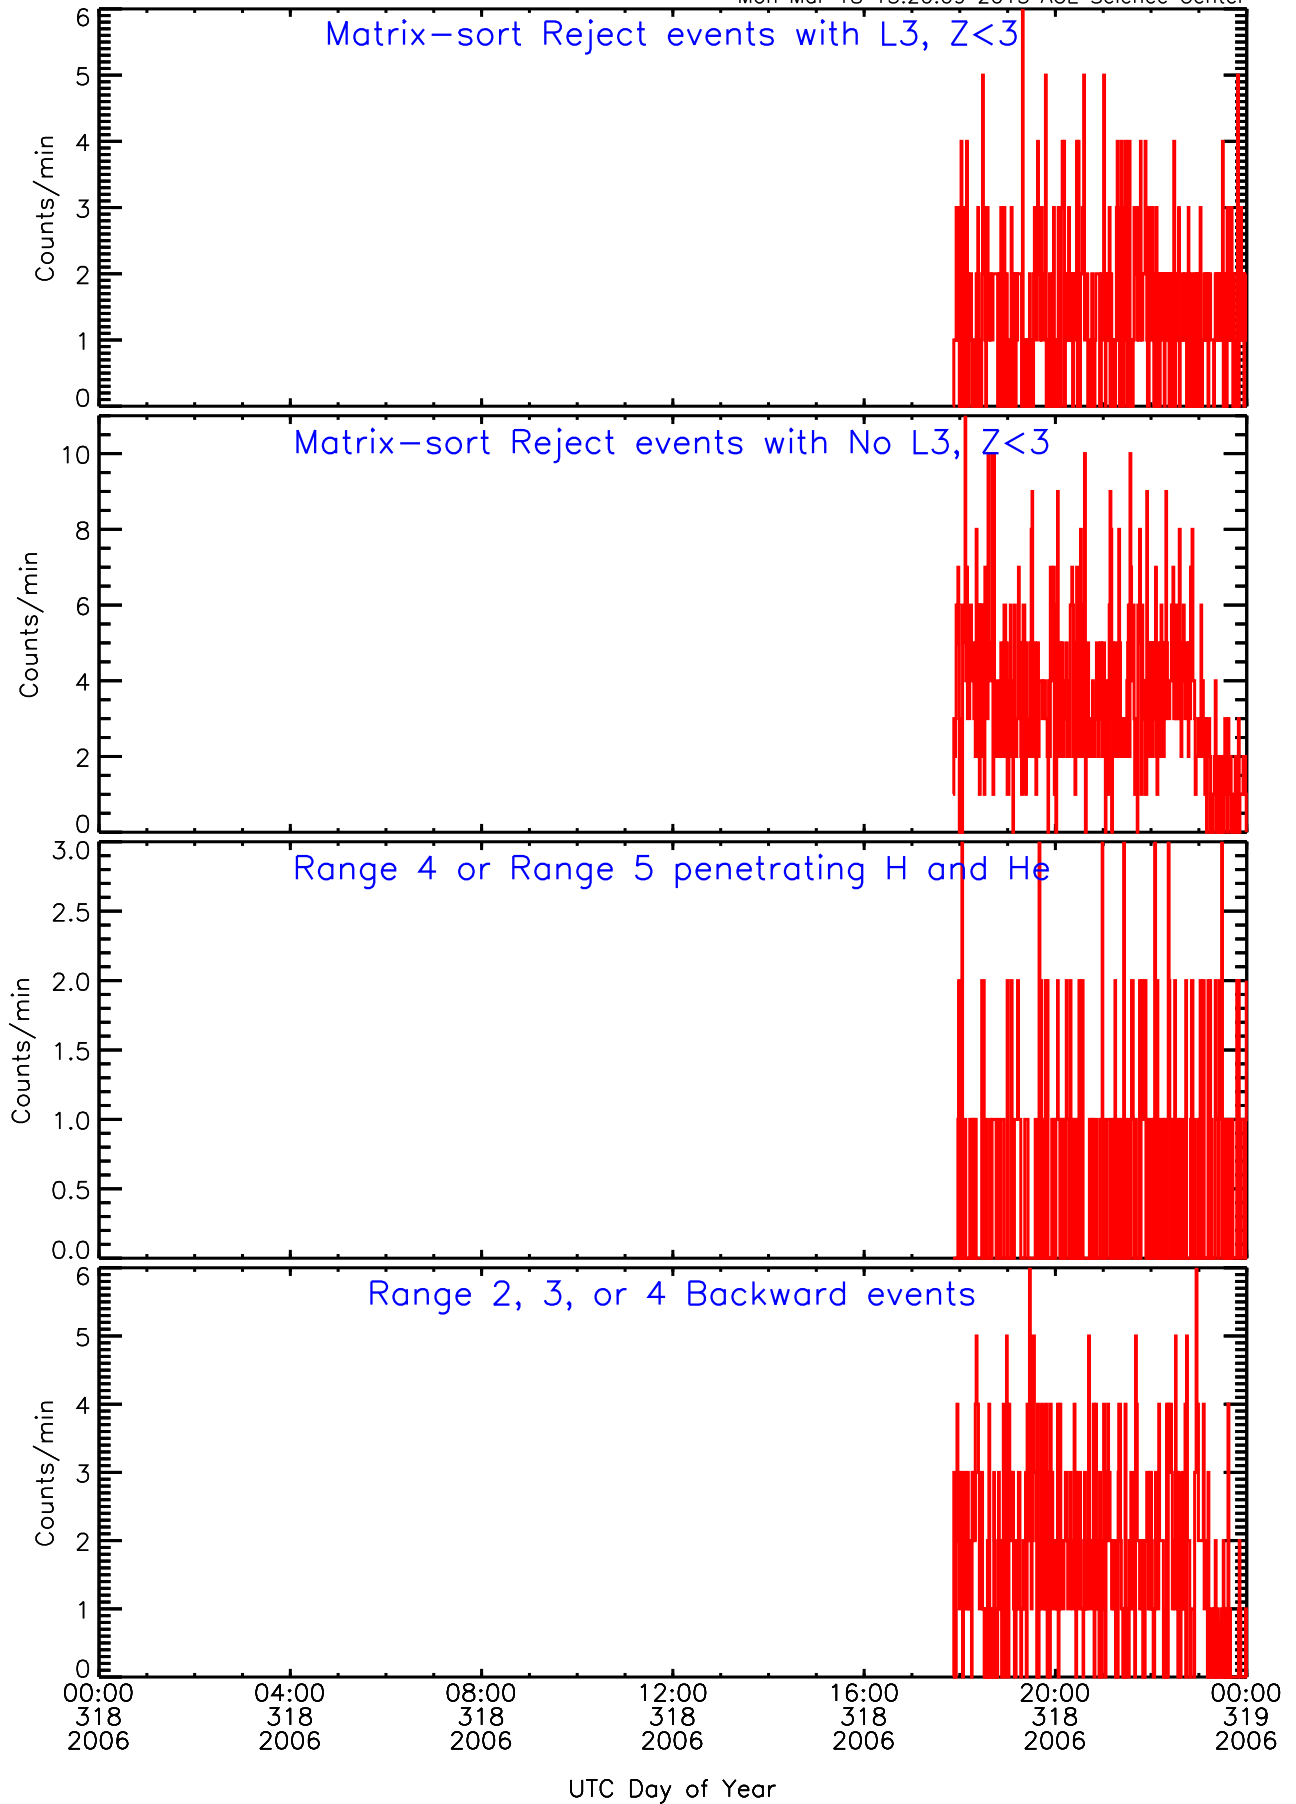 Matrix-sort Reject events with L3, Z<3
6
5
4
3
2
1
0
Counts/min
Matrix-sort Reject events with No L3, Z<3
10
8
6
4
2
0
Counts/min
Range 4 or Range 5 penetrating H and He
3.0
2.5
2.0
1.5
1.0
0.5
0.0
Counts/min
Range 2, 3, or 4 Backward events
6
5
4
3
2
1
0
Counts/min
00:00 04:00 08:00 12:00 16:00 20:00 00:00
318 318 318 318 318 318 319
2006 2006 2006 2006 2006 2006 2006
UTC Day of Year